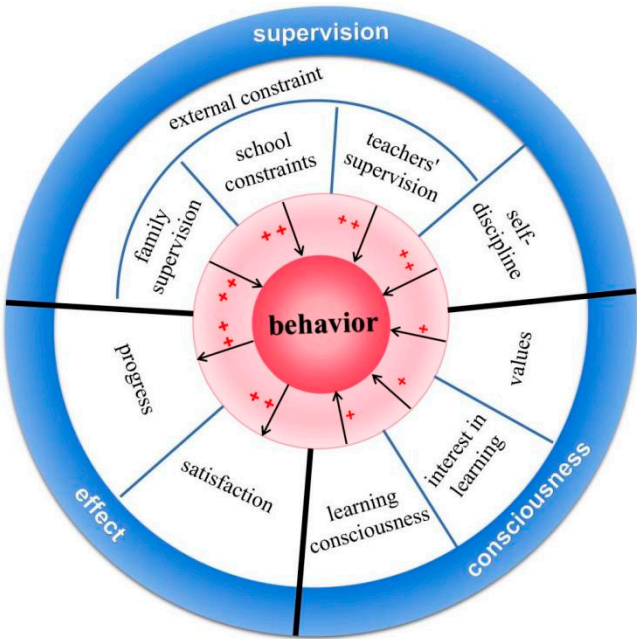 supervision
external constraint
family
supervision
school
constraints
teachers'
supervision
self-
discipline
++
++
++
++
++
++
+
+
+
behavior
progress
satisfaction
learning
consciousness
interest in
learning
values
effect
consciousness